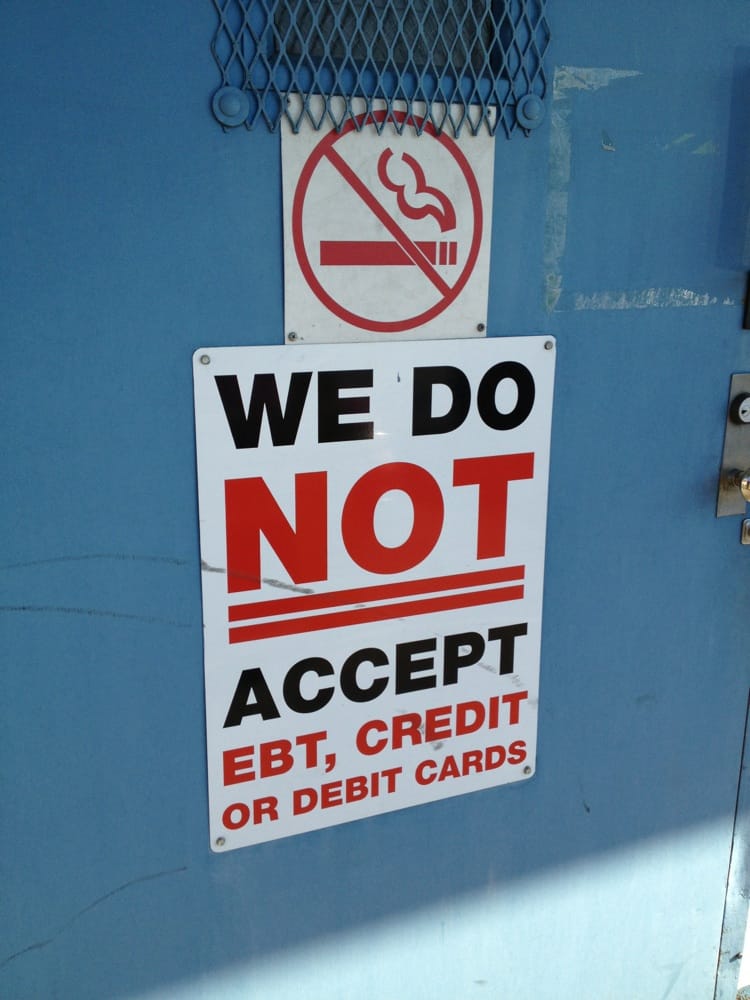 WE DO
NOT
ACCEPT
EBT, CREDIT
OR DEBIT CARDS